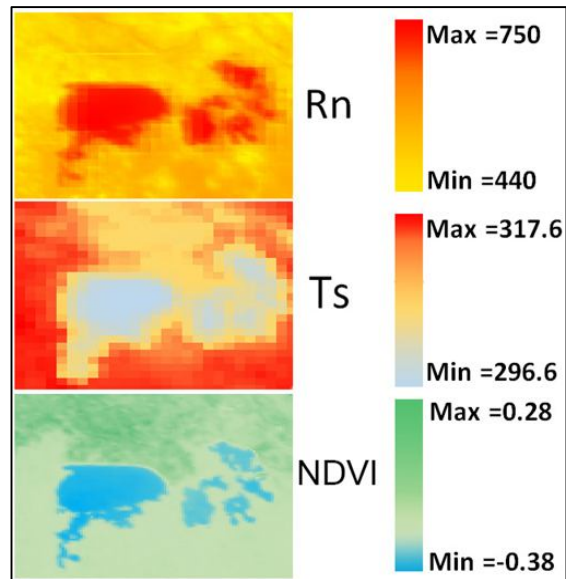 Rn
Max =750
Min =440
Ts
Max =317.6
Min =296.6
NDVI
Max =0.28
Min =-0.38